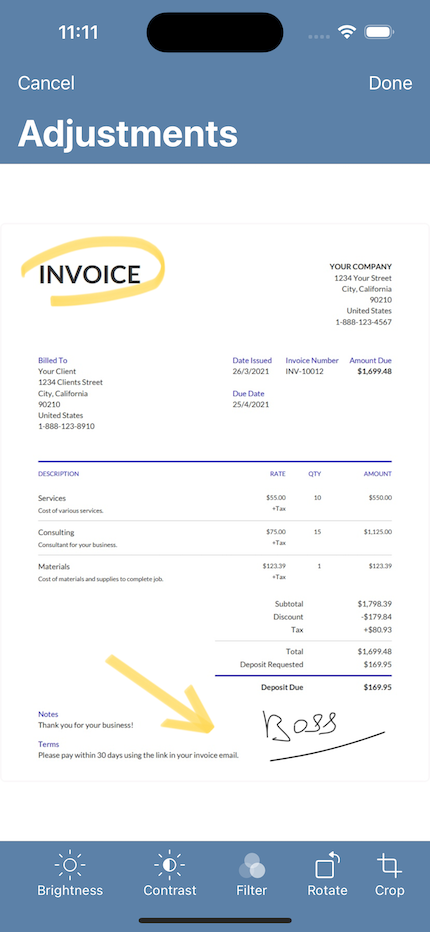 11:11
Cancel Done
Adjustments
INVOICE
YOUR COMPANY
1234 Your Street
City, California
90210
United States
1-888-123-4567
Billed To
Your Client
1234 Clients Street
City, California
90210
United States
1-888-123-8910
Date Issued Invoice Number Amount Due
26/3/2021 INV-10012 $1,699.48
Due Date
25/4/2021
DESCRIPTION RATE QTY AMOUNT
Services $55.00 10 $550.00
Cost of various services. +Tax
Consulting $75.00 15 $1,125.00
Consultant for your business. +Tax
Materials $123.39 1 $123.39
Cost of materials and supplies to complete job. +Tax
Subtotal $1,798.39
Discount -$179.84
Tax +$80.93
Total $1,699.48
Deposit Requested $169.95
Deposit Due $169.95
Notes
Thank you for your business!
Boss
Terms
Please pay within 30 days using the link in your invoice email.
Brightness Contrast Filter Rotate Crop